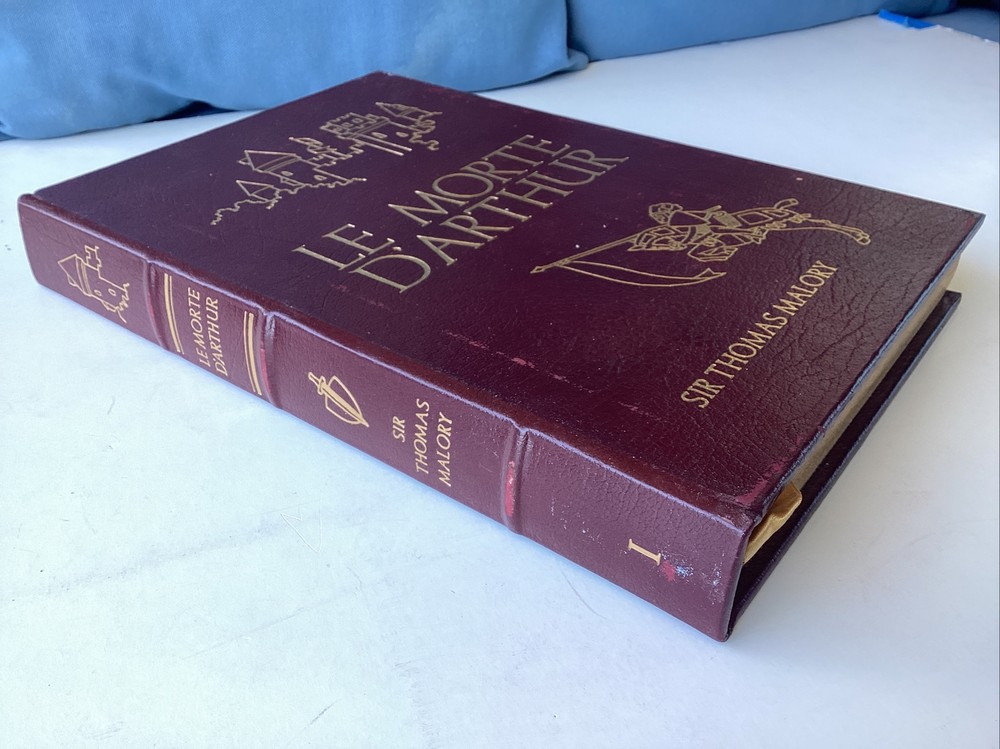 LE MORTE
D'ARTHUR
SIR THOMAS MALORY
LE MORTE
D'ARTHUR
SIR
THOMAS
MALORY
I